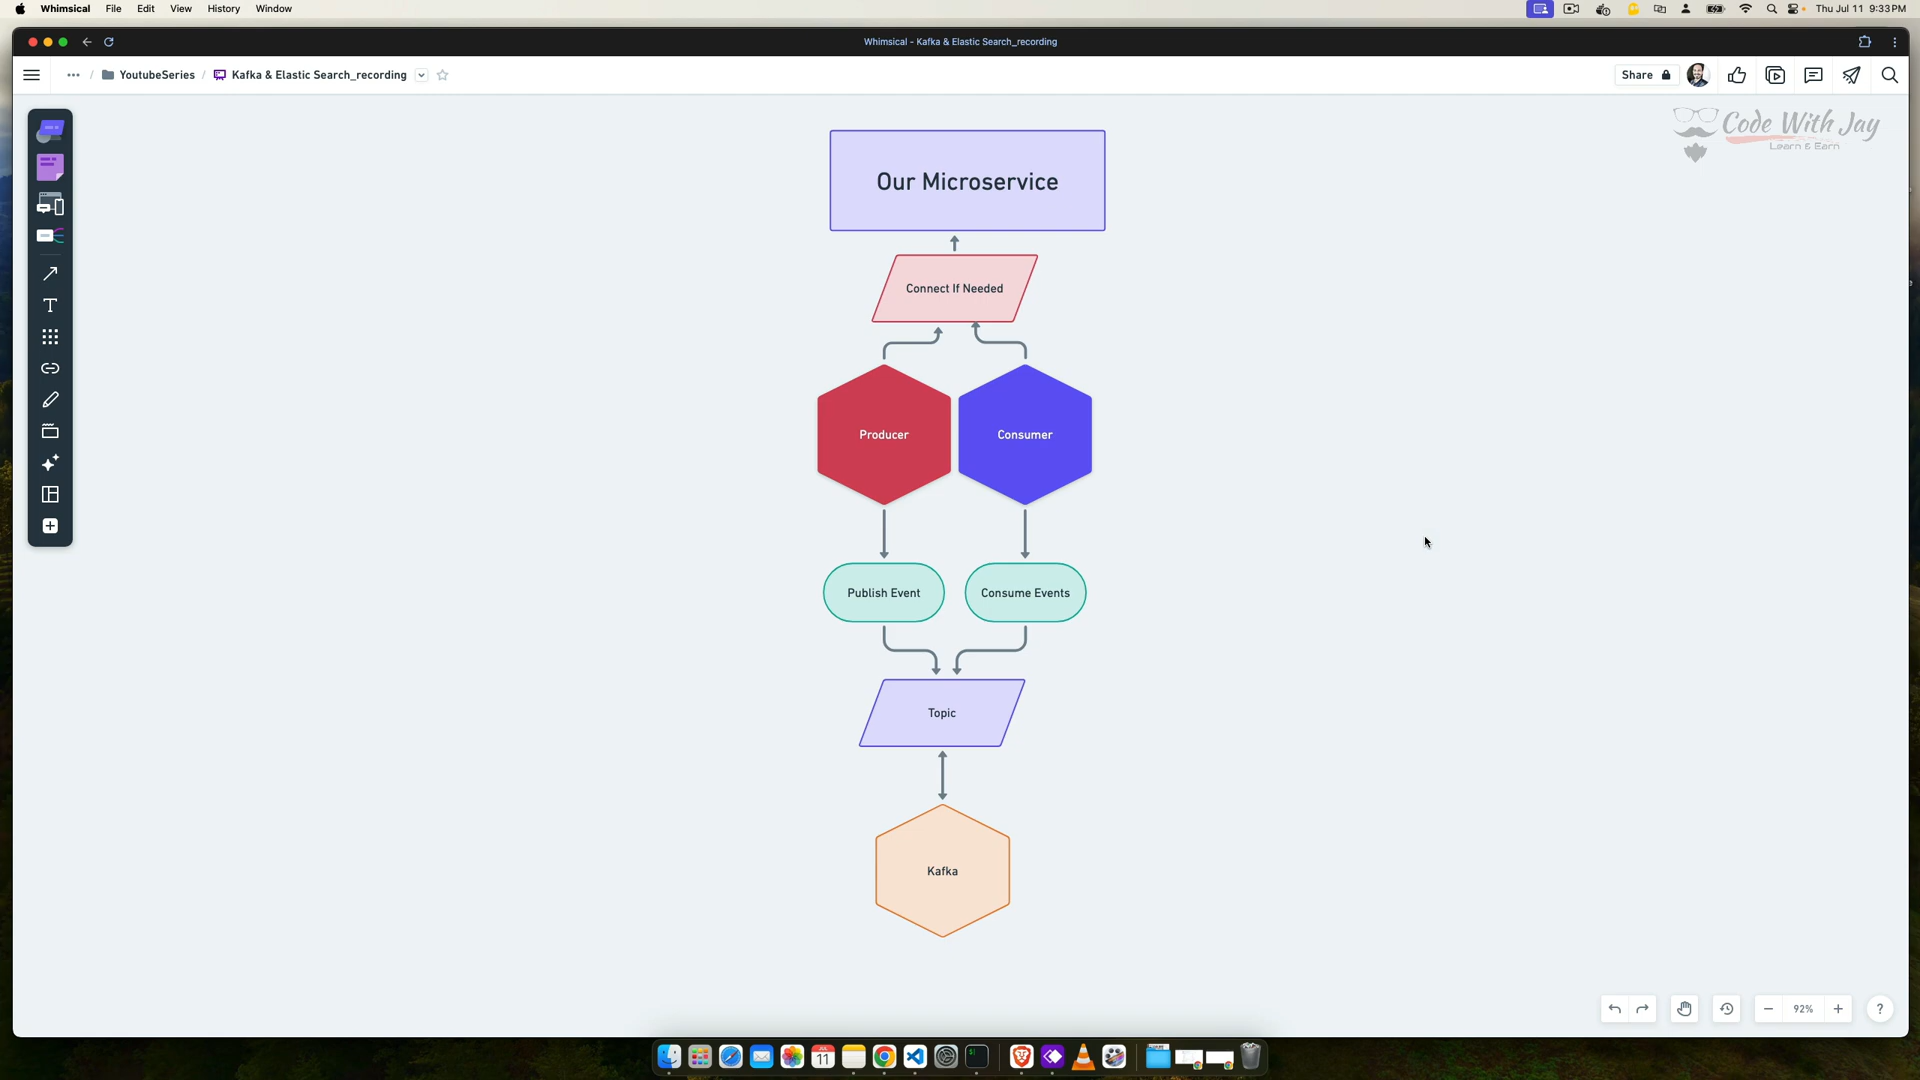 Whimsical File Edit View History Window
Thu Jul 11 9:33 PM
Whimsical - Kafka & Elastic Search_recording
... / YoutubeSeries / Kafka & Elastic Search_recording
Share
Code With Jay
Learn & Earn
Our Microservice
Connect If Needed
Producer
Consumer
Publish Event
Consume Events
Topic
Kafka
92%
?
11